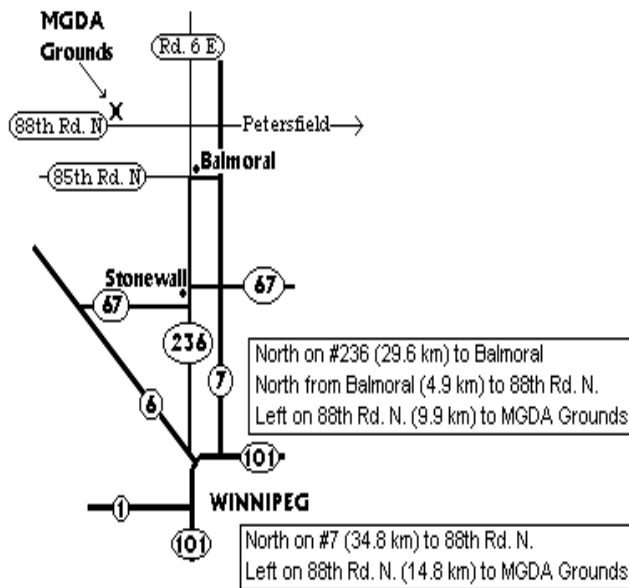 MGDA
Grounds
Rd. 6 E
X
88th Rd. N
Petersfield
Balmoral
85th Rd. N
Stonewall
67
67
236
7
6
North on #236 (29.6 km) to Balmoral
North from Balmoral (4.9 km) to 88th Rd. N.
Left on 88th Rd. N. (9.9 km) to MGDA Grounds
101
1
WINNIPEG
101
North on #7 (34.8 km) to 88th Rd. N.
Left on 88th Rd. N. (14.8 km) to MGDA Grounds